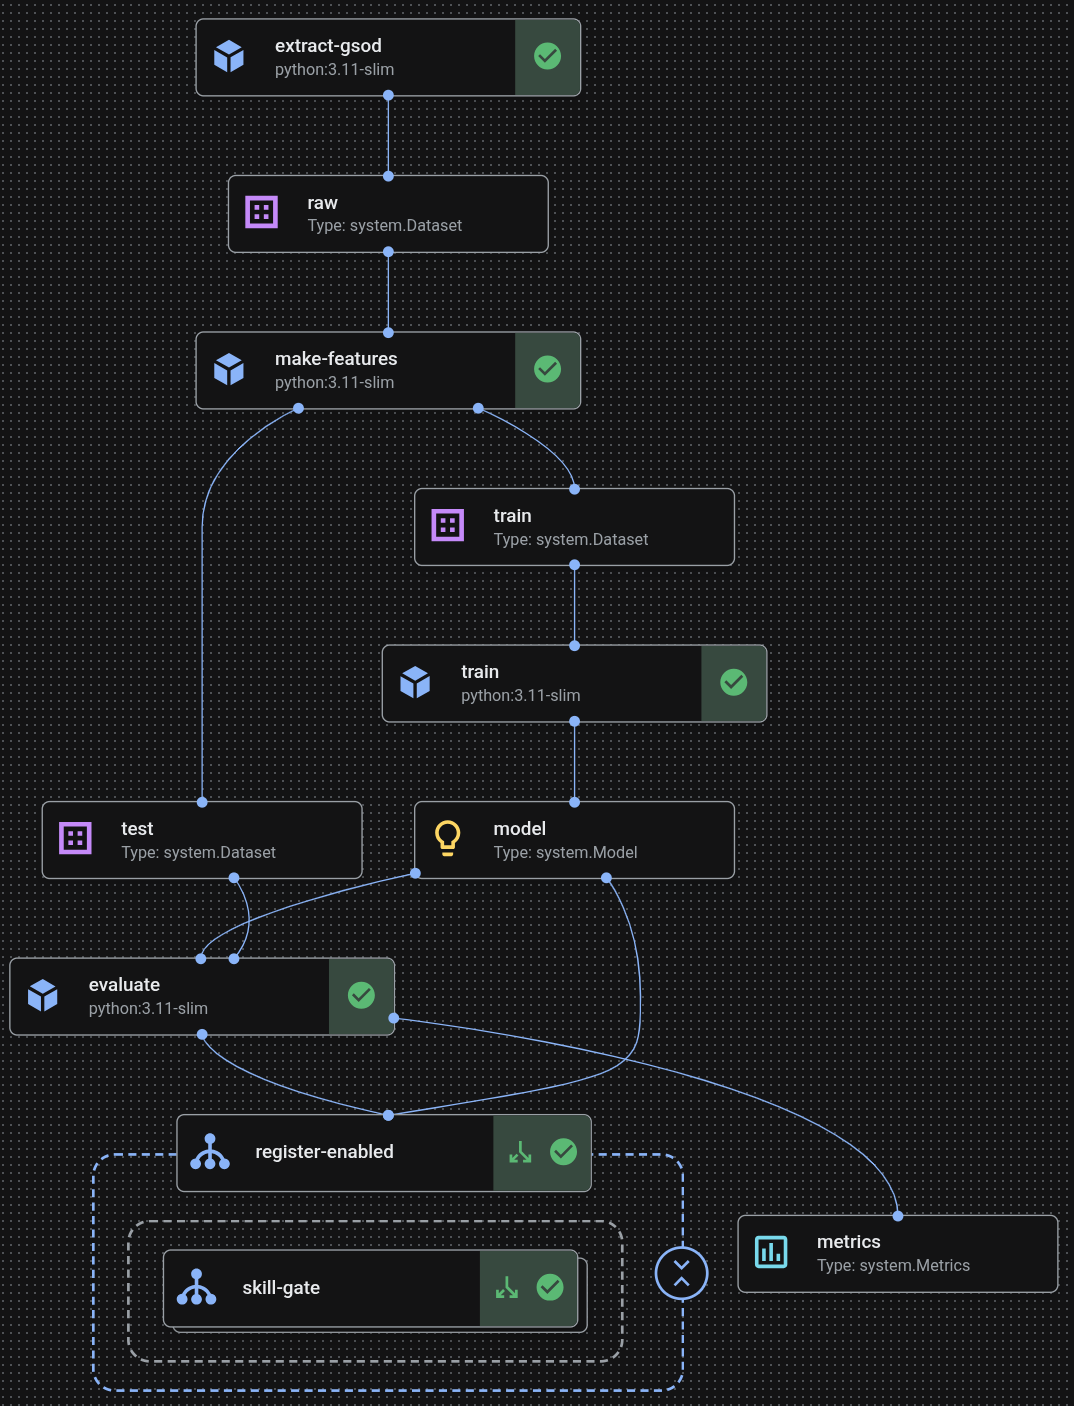 extract-gsod
python:3.11-slim
raw
Type: system.Dataset
make-features
python:3.11-slim
train
Type: system.Dataset
train
python:3.11-slim
test
Type: system.Dataset
model
Type: system.Model
evaluate
python:3.11-slim
register-enabled
metrics
Type: system.Metrics
skill-gate